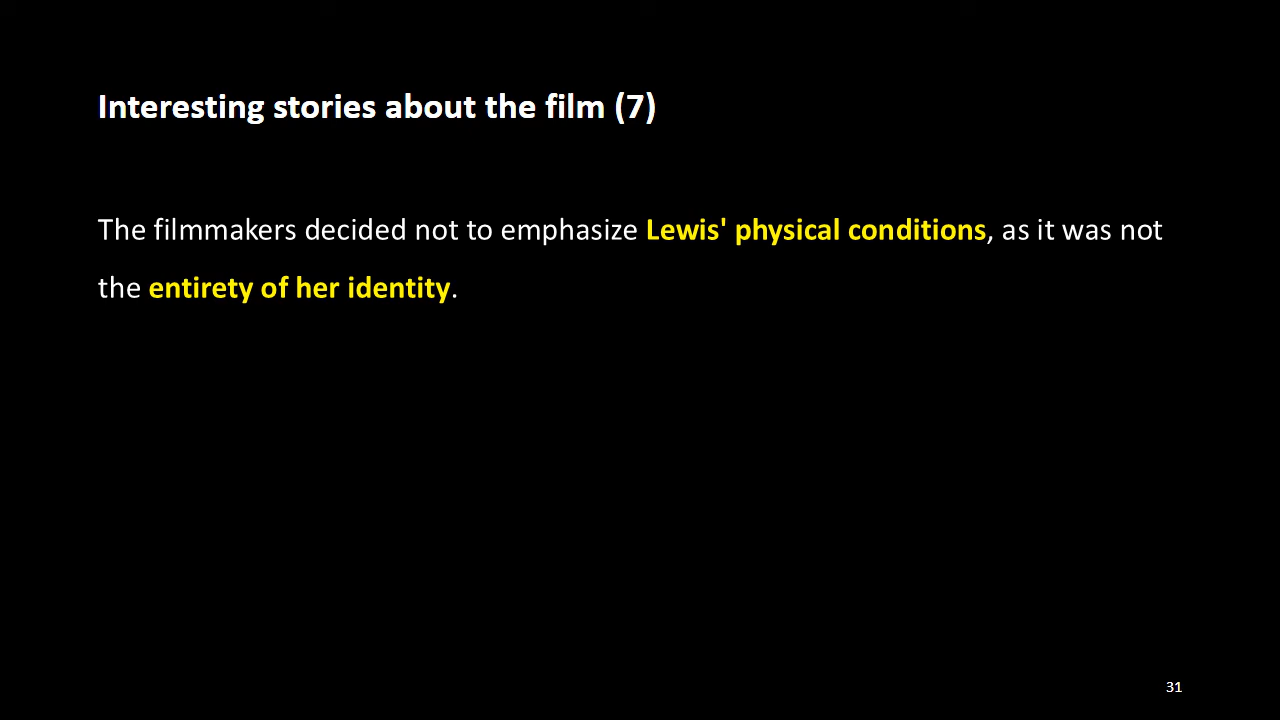 Interesting stories about the film (7)
The filmmakers decided not to emphasize Lewis' physical conditions, as it was not
the entirety of her identity.
31